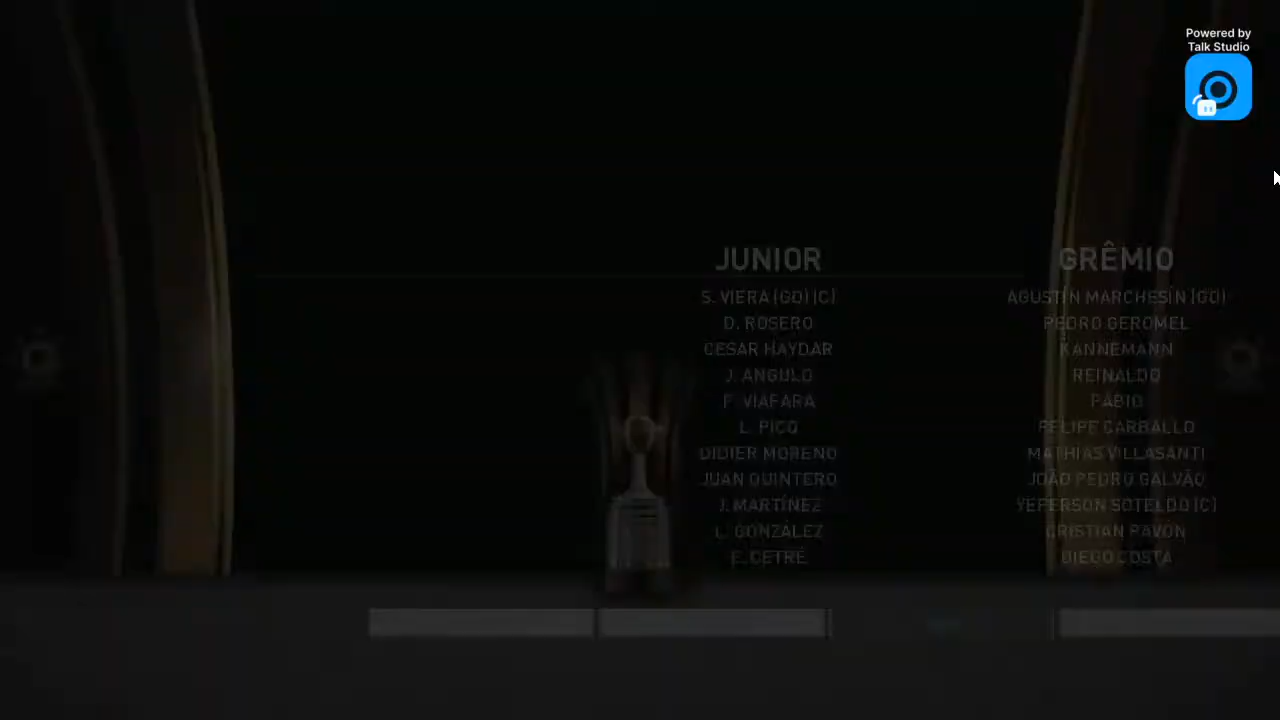 Powered by
Talk Studio
JUNIOR
S. VIERA (GO) (C)
D. ROSERO
CESAR HAYDAR
J. ANGULO
F. VIAFARA
L. PICO
DIDIER MORENO
JUAN QUINTERO
J. MARTÍNEZ
L. GONZÁLEZ
E. CETRÉ
GRÊMIO
AGUSTÍN MARCHESÍN (GO)
PEDRO GEROMEL
KANNEMANN
REINALDO
FÁBIO
FELIPE CARBALLO
MATHÍAS VILLASANTI
JOÃO PEDRO GALVÃO
YEFERSON SOTELDO (C)
CRISTIAN PAVÓN
DIEGO COSTA